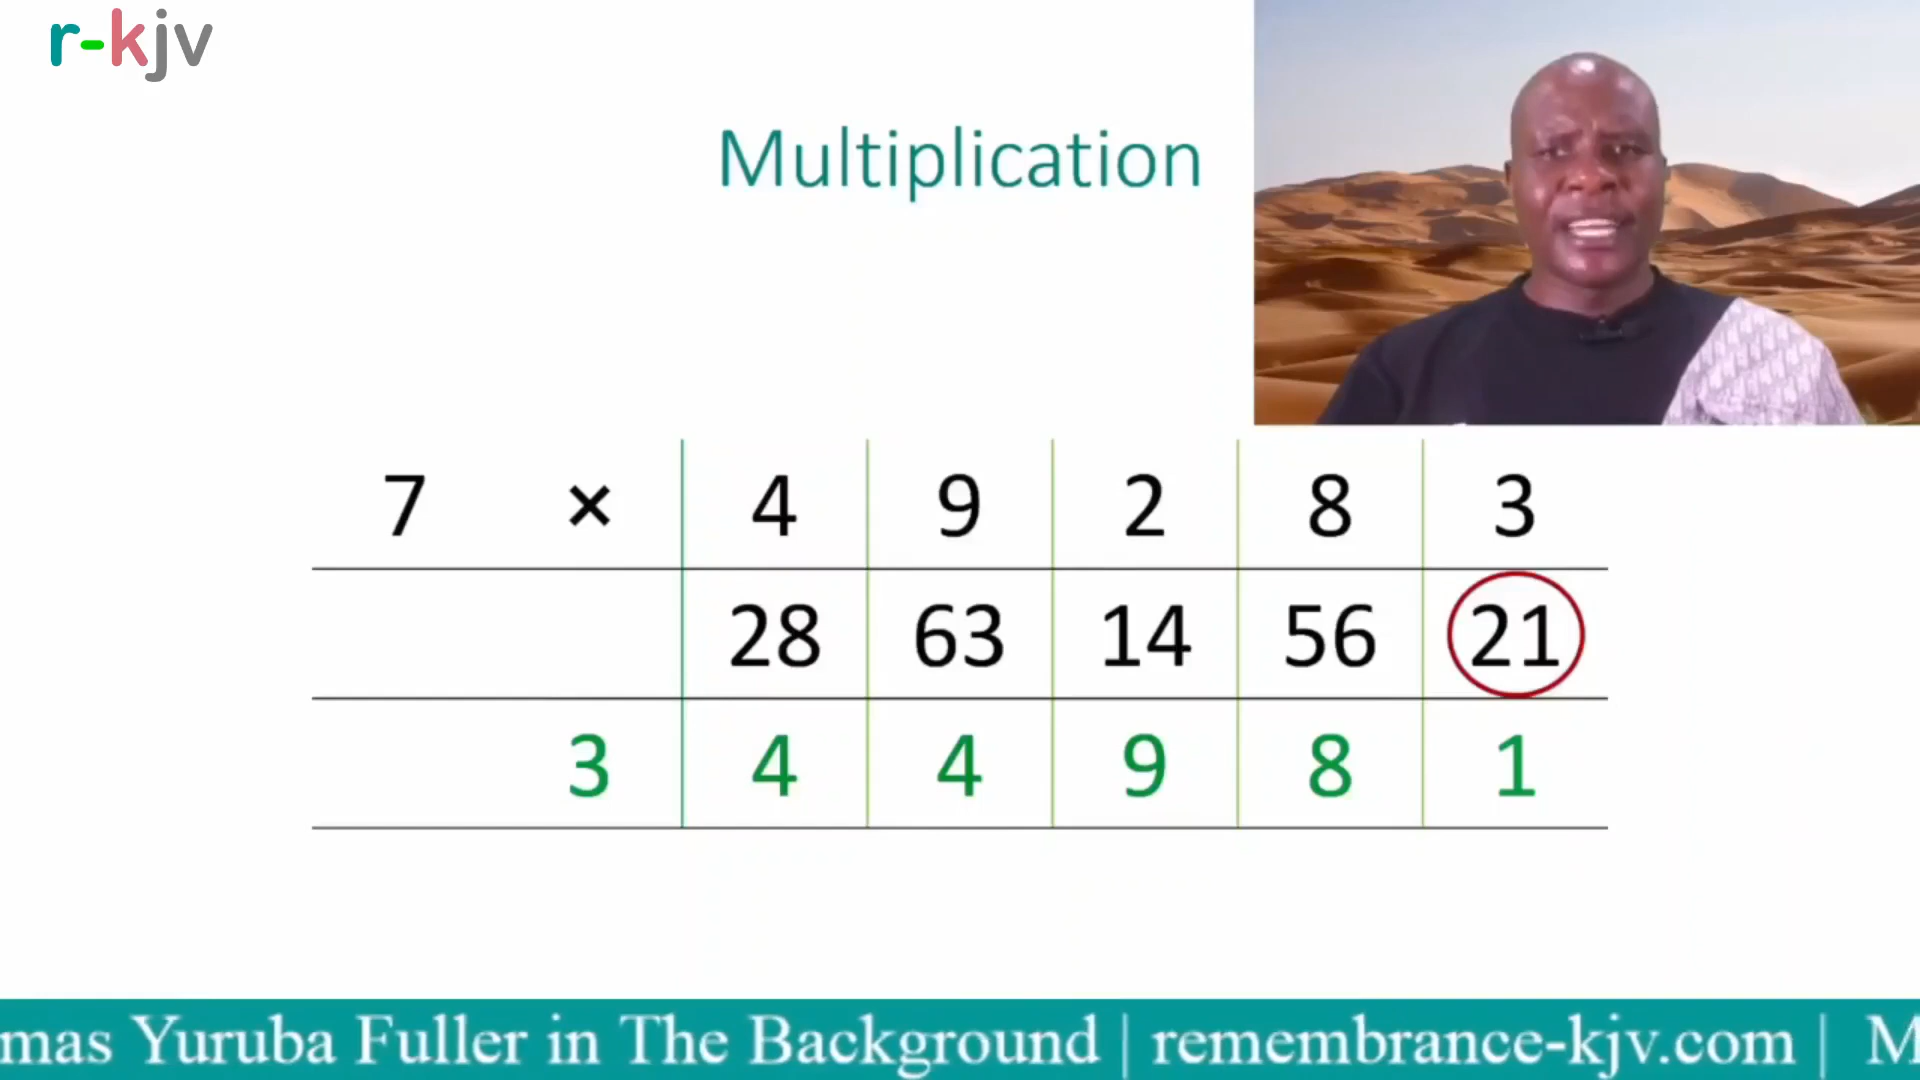 r-kjv
Multiplication
7 × 4 9 2 8 3
28 63 14 56 21
3 4 4 9 8 1
mas Yuruba Fuller in The Background | remembrance-kjv.com | M